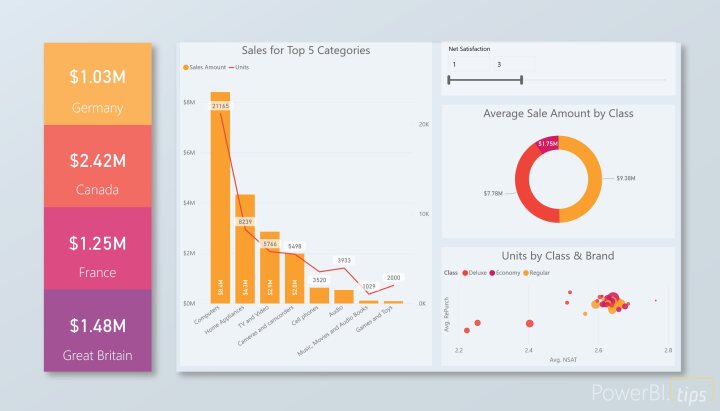 $1.03M
Germany
$2.42M
Canada
$1.25M
France
$1.48M
Great Britain
Sales for Top 5 Categories
Sales Amount Units
$8M
$6M
$4M
$2M
$0M
20K
10K
0K
21165
8239
5766
5498
3520
3933
1029
2000
$8.4M
$4.3M
$2.9M
$2.0M
Computers
Home Appliances
TV and Video
Cameras and camcorders
Cell phones
Audio
Music, Movies and Audio Books
Games and Toys
Net Satisfaction
1 3
Average Sale Amount by Class
$1.75M
$7.78M
$9.38M
Units by Class & Brand
Class Deluxe Economy Regular
Avg. RePurch
2.2 2.4 2.6 2.8
Avg. NSAT
PowerBI.tips